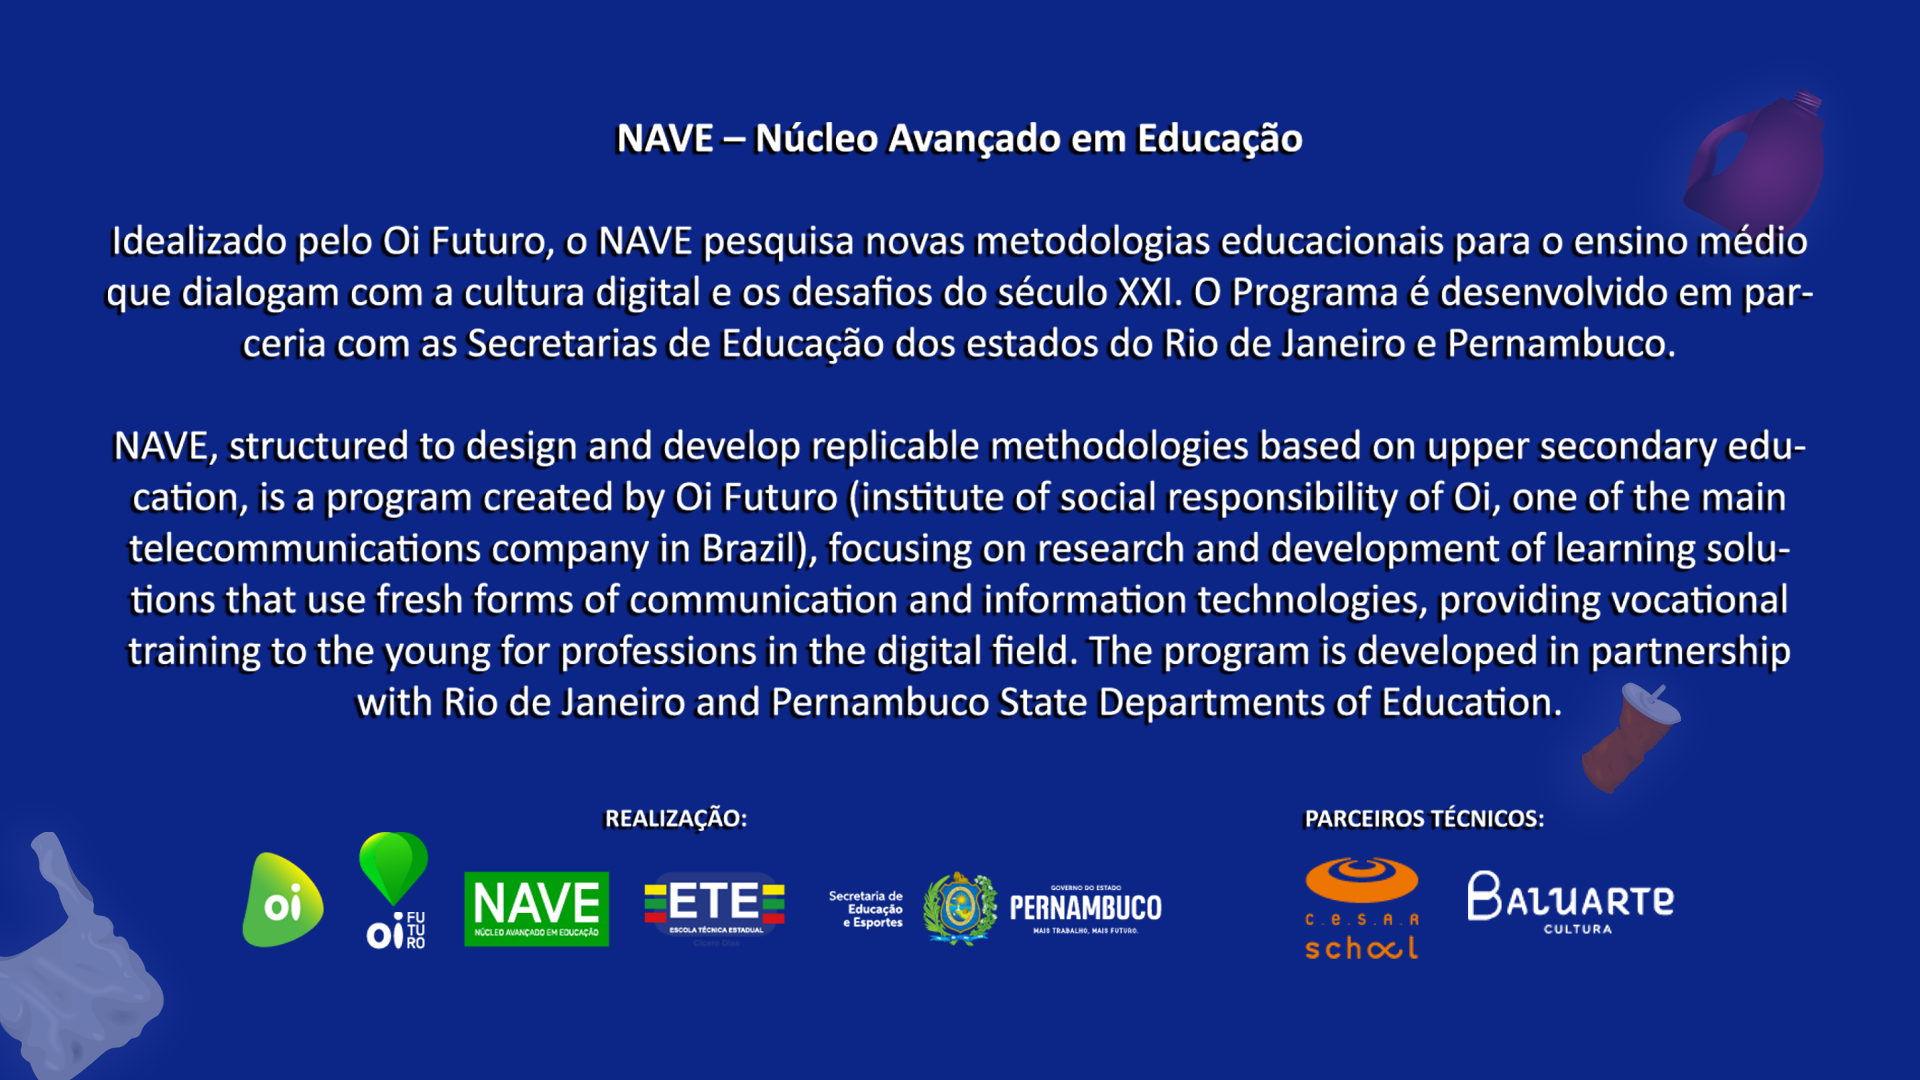 NAVE – Núcleo Avançado em Educação
Idealizado pelo Oi Futuro, o NAVE pesquisa novas metodologias educacionais para o ensino médio
que dialogam com a cultura digital e os desafios do século XXI. O Programa é desenvolvido em par-
ceria com as Secretarias de Educação dos estados do Rio de Janeiro e Pernambuco.
NAVE, structured to design and develop replicable methodologies based on upper secondary edu-
cation, is a program created by Oi Futuro (institute of social responsibility of Oi, one of the main
telecommunications company in Brazil), focusing on research and development of learning solu-
tions that use fresh forms of communication and information technologies, providing vocational
training to the young for professions in the digital field. The program is developed in partnership
with Rio de Janeiro and Pernambuco State Departments of Education.
REALIZAÇÃO:
oi
oi FU
TU
RO
NAVE
NÚCLEO AVANÇADO EM EDUCAÇÃO
ETE
ESCOLA TÉCNICA ESTADUAL
Cícero Dias
Secretaria de
Educação
e Esportes
GOVERNO DO ESTADO
PERNAMBUCO
MAIS TRABALHO, MAIS FUTURO.
PARCEIROS TÉCNICOS:
c.e.s.a.r
school
BALUARTE
CULTURA